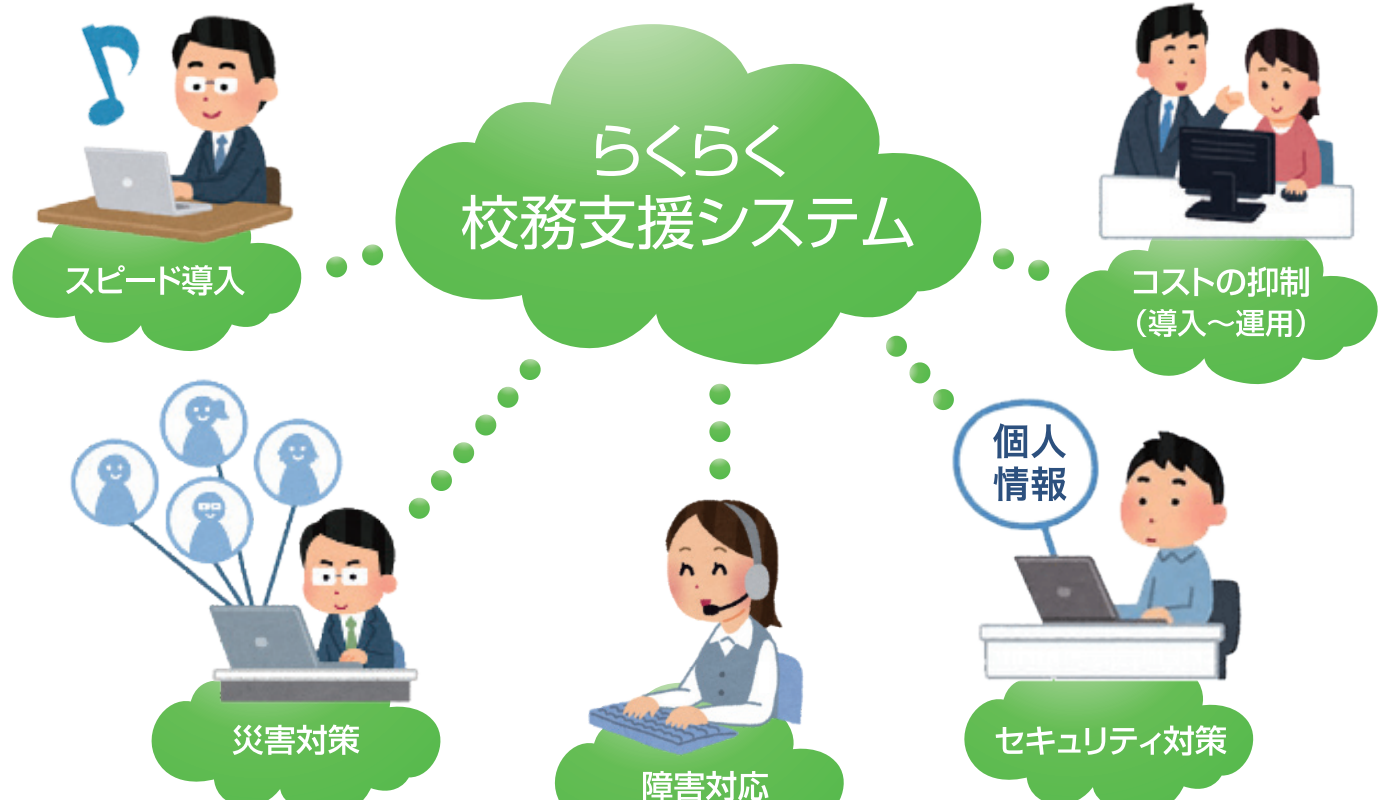 らくらく
校務支援システム
スピード導入
コストの抑制
（導入～運用）
個人
情報
災害対策
障害対応
セキュリティ対策